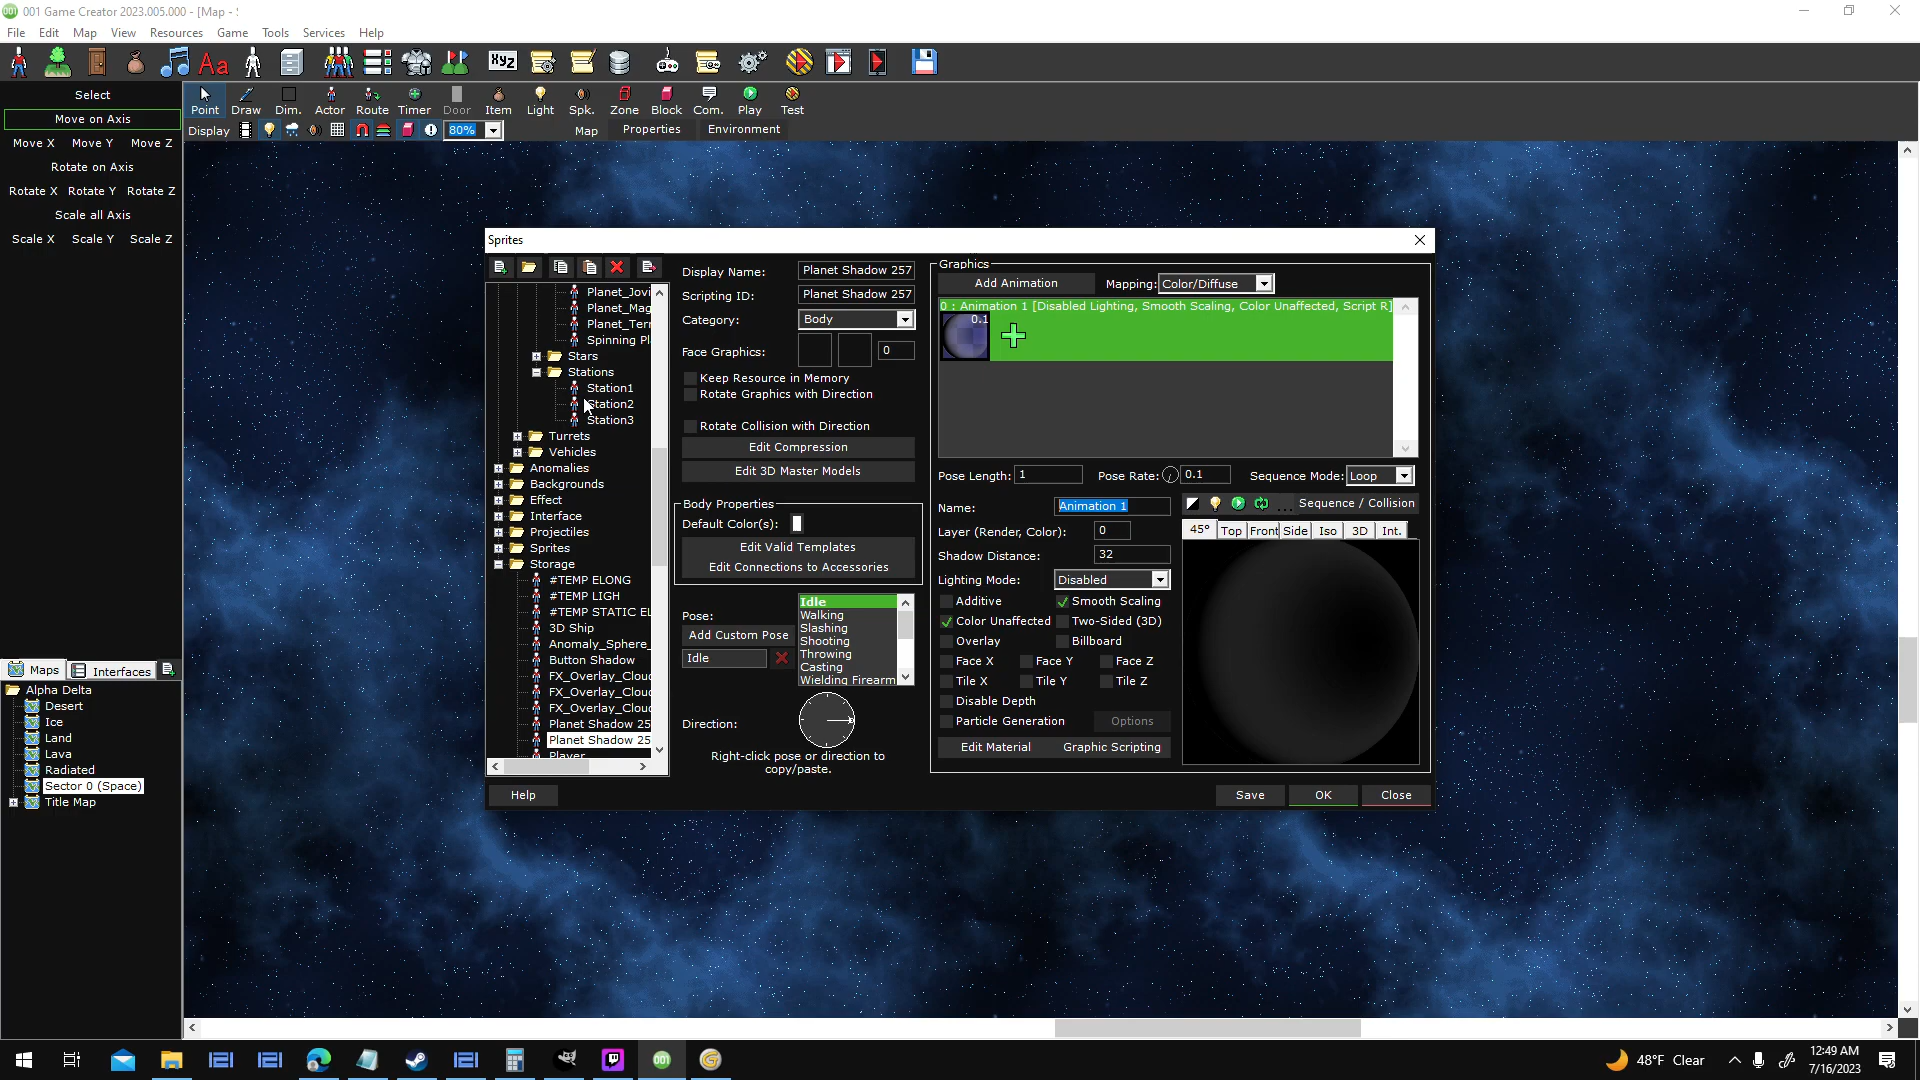 001 Game Creator 2023.005.000 - [Map - :
File Edit Map View Resources Game Tools Services Help
Aa XYZ
Select
Move on Axis
Move X Move Y Move Z
Rotate on Axis
Rotate X Rotate Y Rotate Z
Scale all Axis
Scale X Scale Y Scale Z
Point Draw Dim. Actor Route Timer Door Item Light Spk. Zone Block Com. Play Test
Display 80% Map Properties Environment
Maps Interfaces
Alpha Delta
Desert
Ice
Land
Lava
Radiated
Sector 0 (Space)
Title Map
Sprites
Planet_Jovi
Planet_Mag
Planet_Terr
Spinning Pl
Stars
Stations
Station1
Station2
Station3
Turrets
Vehicles
Anomalies
Backgrounds
Effect
Interface
Projectiles
Sprites
Storage
#TEMP ELONG
#TEMP LIGH
#TEMP STATIC EL
3D Ship
Anomaly_Sphere_
Button Shadow
FX_Overlay_Clou
FX_Overlay_Clou
FX_Overlay_Clou
Planet Shadow 25
Planet Shadow 25
Player
Display Name: Planet Shadow 257
Scripting ID: Planet Shadow 257
Category: Body
Face Graphics: 0
Keep Resource in Memory
Rotate Graphics with Direction
Rotate Collision with Direction
Edit Compression
Edit 3D Master Models
Body Properties
Default Color(s):
Edit Valid Templates
Edit Connections to Accessories
Pose:
Add Custom Pose
Idle
Idle
Walking
Slashing
Shooting
Throwing
Casting
Wielding Firearm
Direction:
Right-click pose or direction to
copy/paste.
Graphics
Add Animation Mapping: Color/Diffuse
0 : Animation 1 [Disabled Lighting, Smooth Scaling, Color Unaffected, Script R]
0.1
Pose Length: 1 Pose Rate: 0.1 Sequence Mode: Loop
Name: Animation 1
... Sequence / Collision
Layer (Render, Color): 0
45° Top Front Side Iso 3D Int.
Shadow Distance: 32
Lighting Mode: Disabled
Additive Smooth Scaling
Color Unaffected Two-Sided (3D)
Overlay Billboard
Face X Face Y Face Z
Tile X Tile Y Tile Z
Disable Depth
Particle Generation Options
Edit Material Graphic Scripting
Help Save OK Close
001
48°F Clear
12:49 AM
7/16/2023